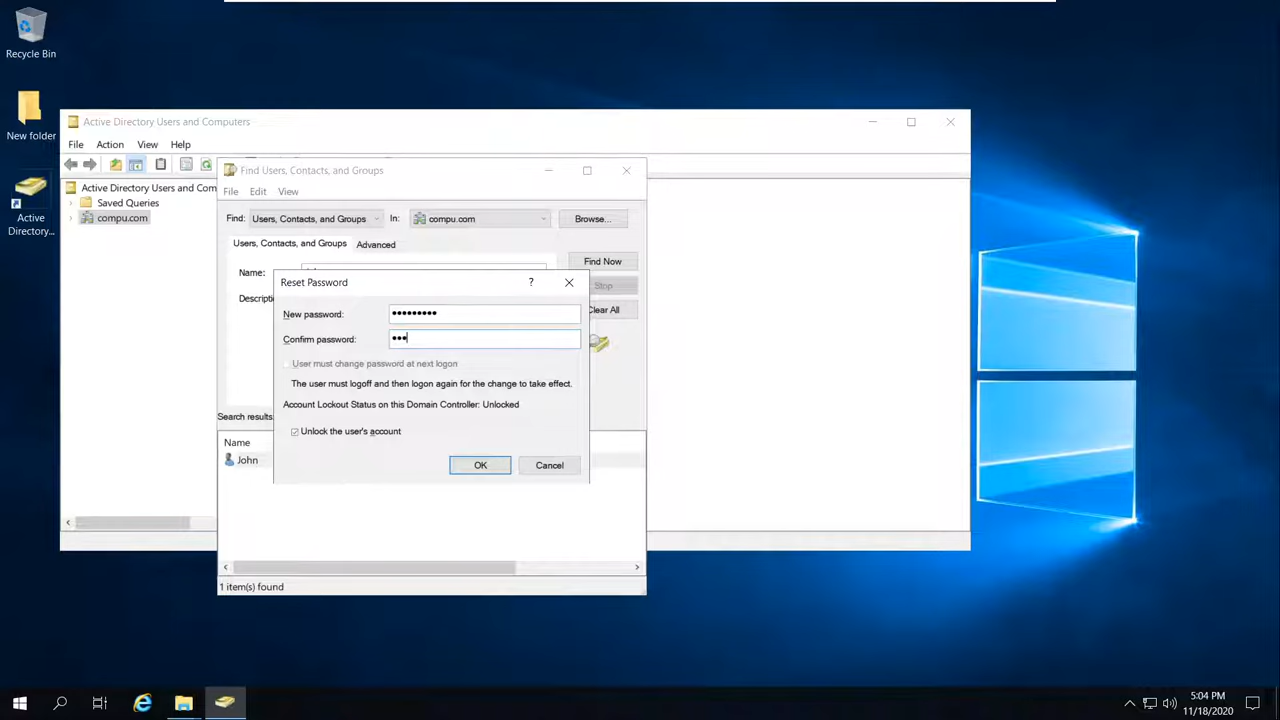 Recycle Bin
New folder
Active
Directory...
Active Directory Users and Computers
File Action View Help
Active Directory Users and Com
Saved Queries
compu.com
Find Users, Contacts, and Groups
File Edit View
Find: Users, Contacts, and Groups In: compu.com Browse...
Users, Contacts, and Groups Advanced
Name: Find Now
Stop
Descripti Clear All
Reset Password ? 
New password: •••••••••
Confirm password: •••
User must change password at next logon
The user must logoff and then logon again for the change to take effect.
Account Lockout Status on this Domain Controller: Unlocked
Unlock the user's account
OK Cancel
Search results
Name
John
1 item(s) found
5:04 PM
11/18/2020